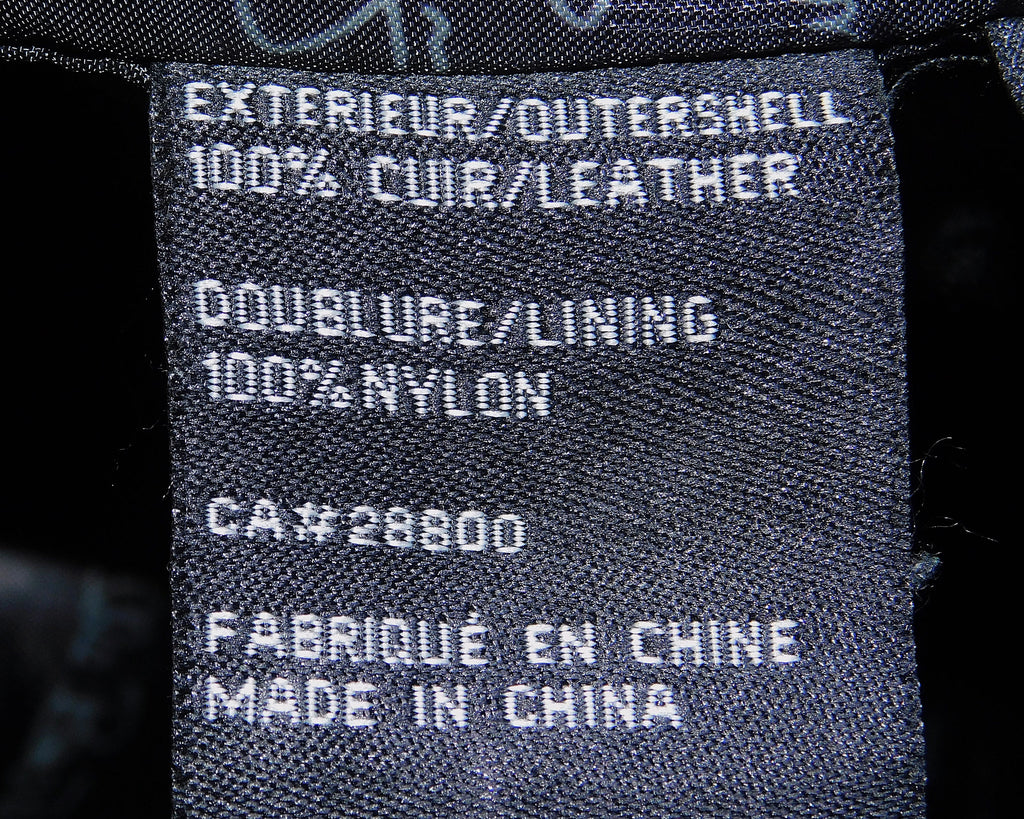 EXTERIEUR/OUTERSHELL
100% CUIR/LEATHER
DOUBLURE/LINING
100%NYLON
CA#28800
FABRIQUÉ EN CHINE
MADE IN CHINA